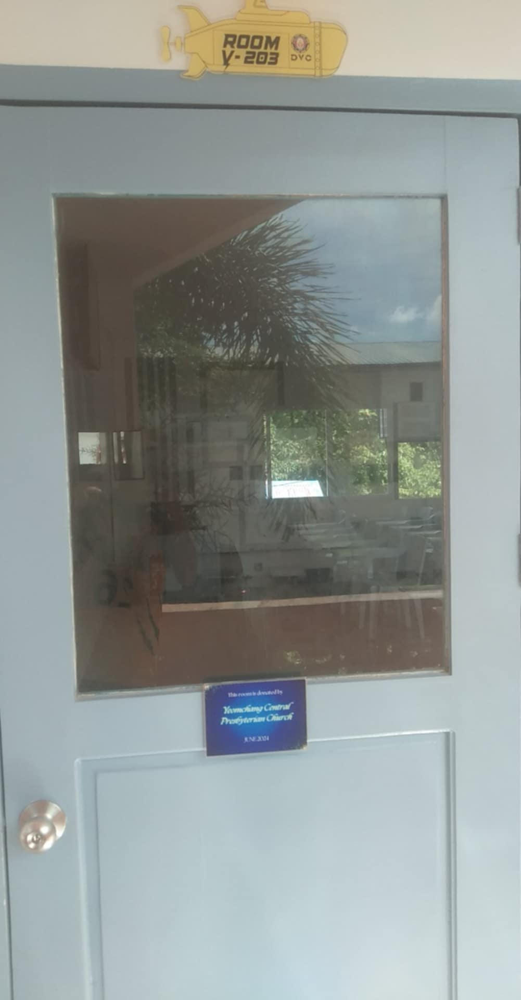 ROOM
V-203
DVC
This room is donated by
Yeomchang Central
Presbyterian Church
JUNE 2024